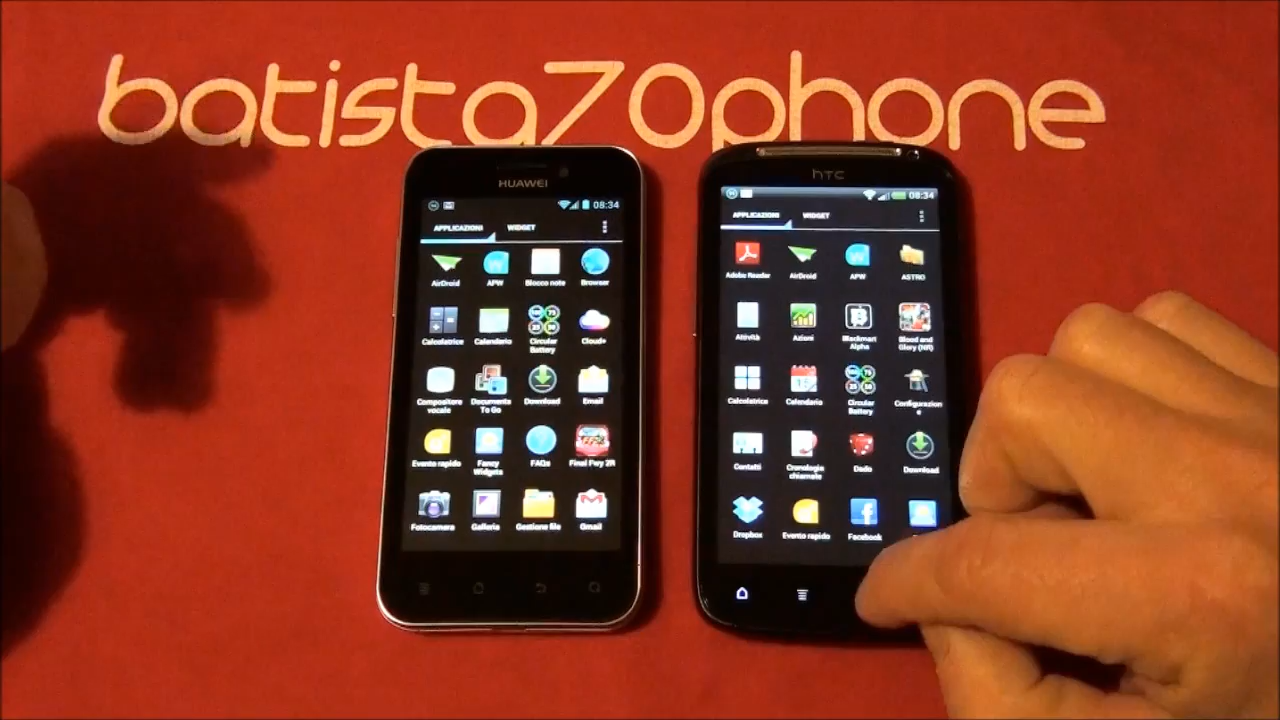 batista70phone
HUAWEI
08:34
APPLICAZIONI WIDGET
AirDroid APW Blocco note Browser
Calcolatrice Calendario Circular Battery Cloud+
Compositore vocale Documents To Go Download Email
Evento rapido Fancy Widgets FAQs Final Fwy 2R
Fotocamera Galleria Gestione file Gmail
hTC
08:34
APPLICAZIONI WIDGET
Adobe Reader AirDroid APW ASTRO
Attività Azioni Blackmart Alpha Blood and Glory (NR)
Calcolatrice Calendario Circular Battery Configurazione
Contatti Cronologia chiamate Dado Download
Dropbox Evento rapido Facebook